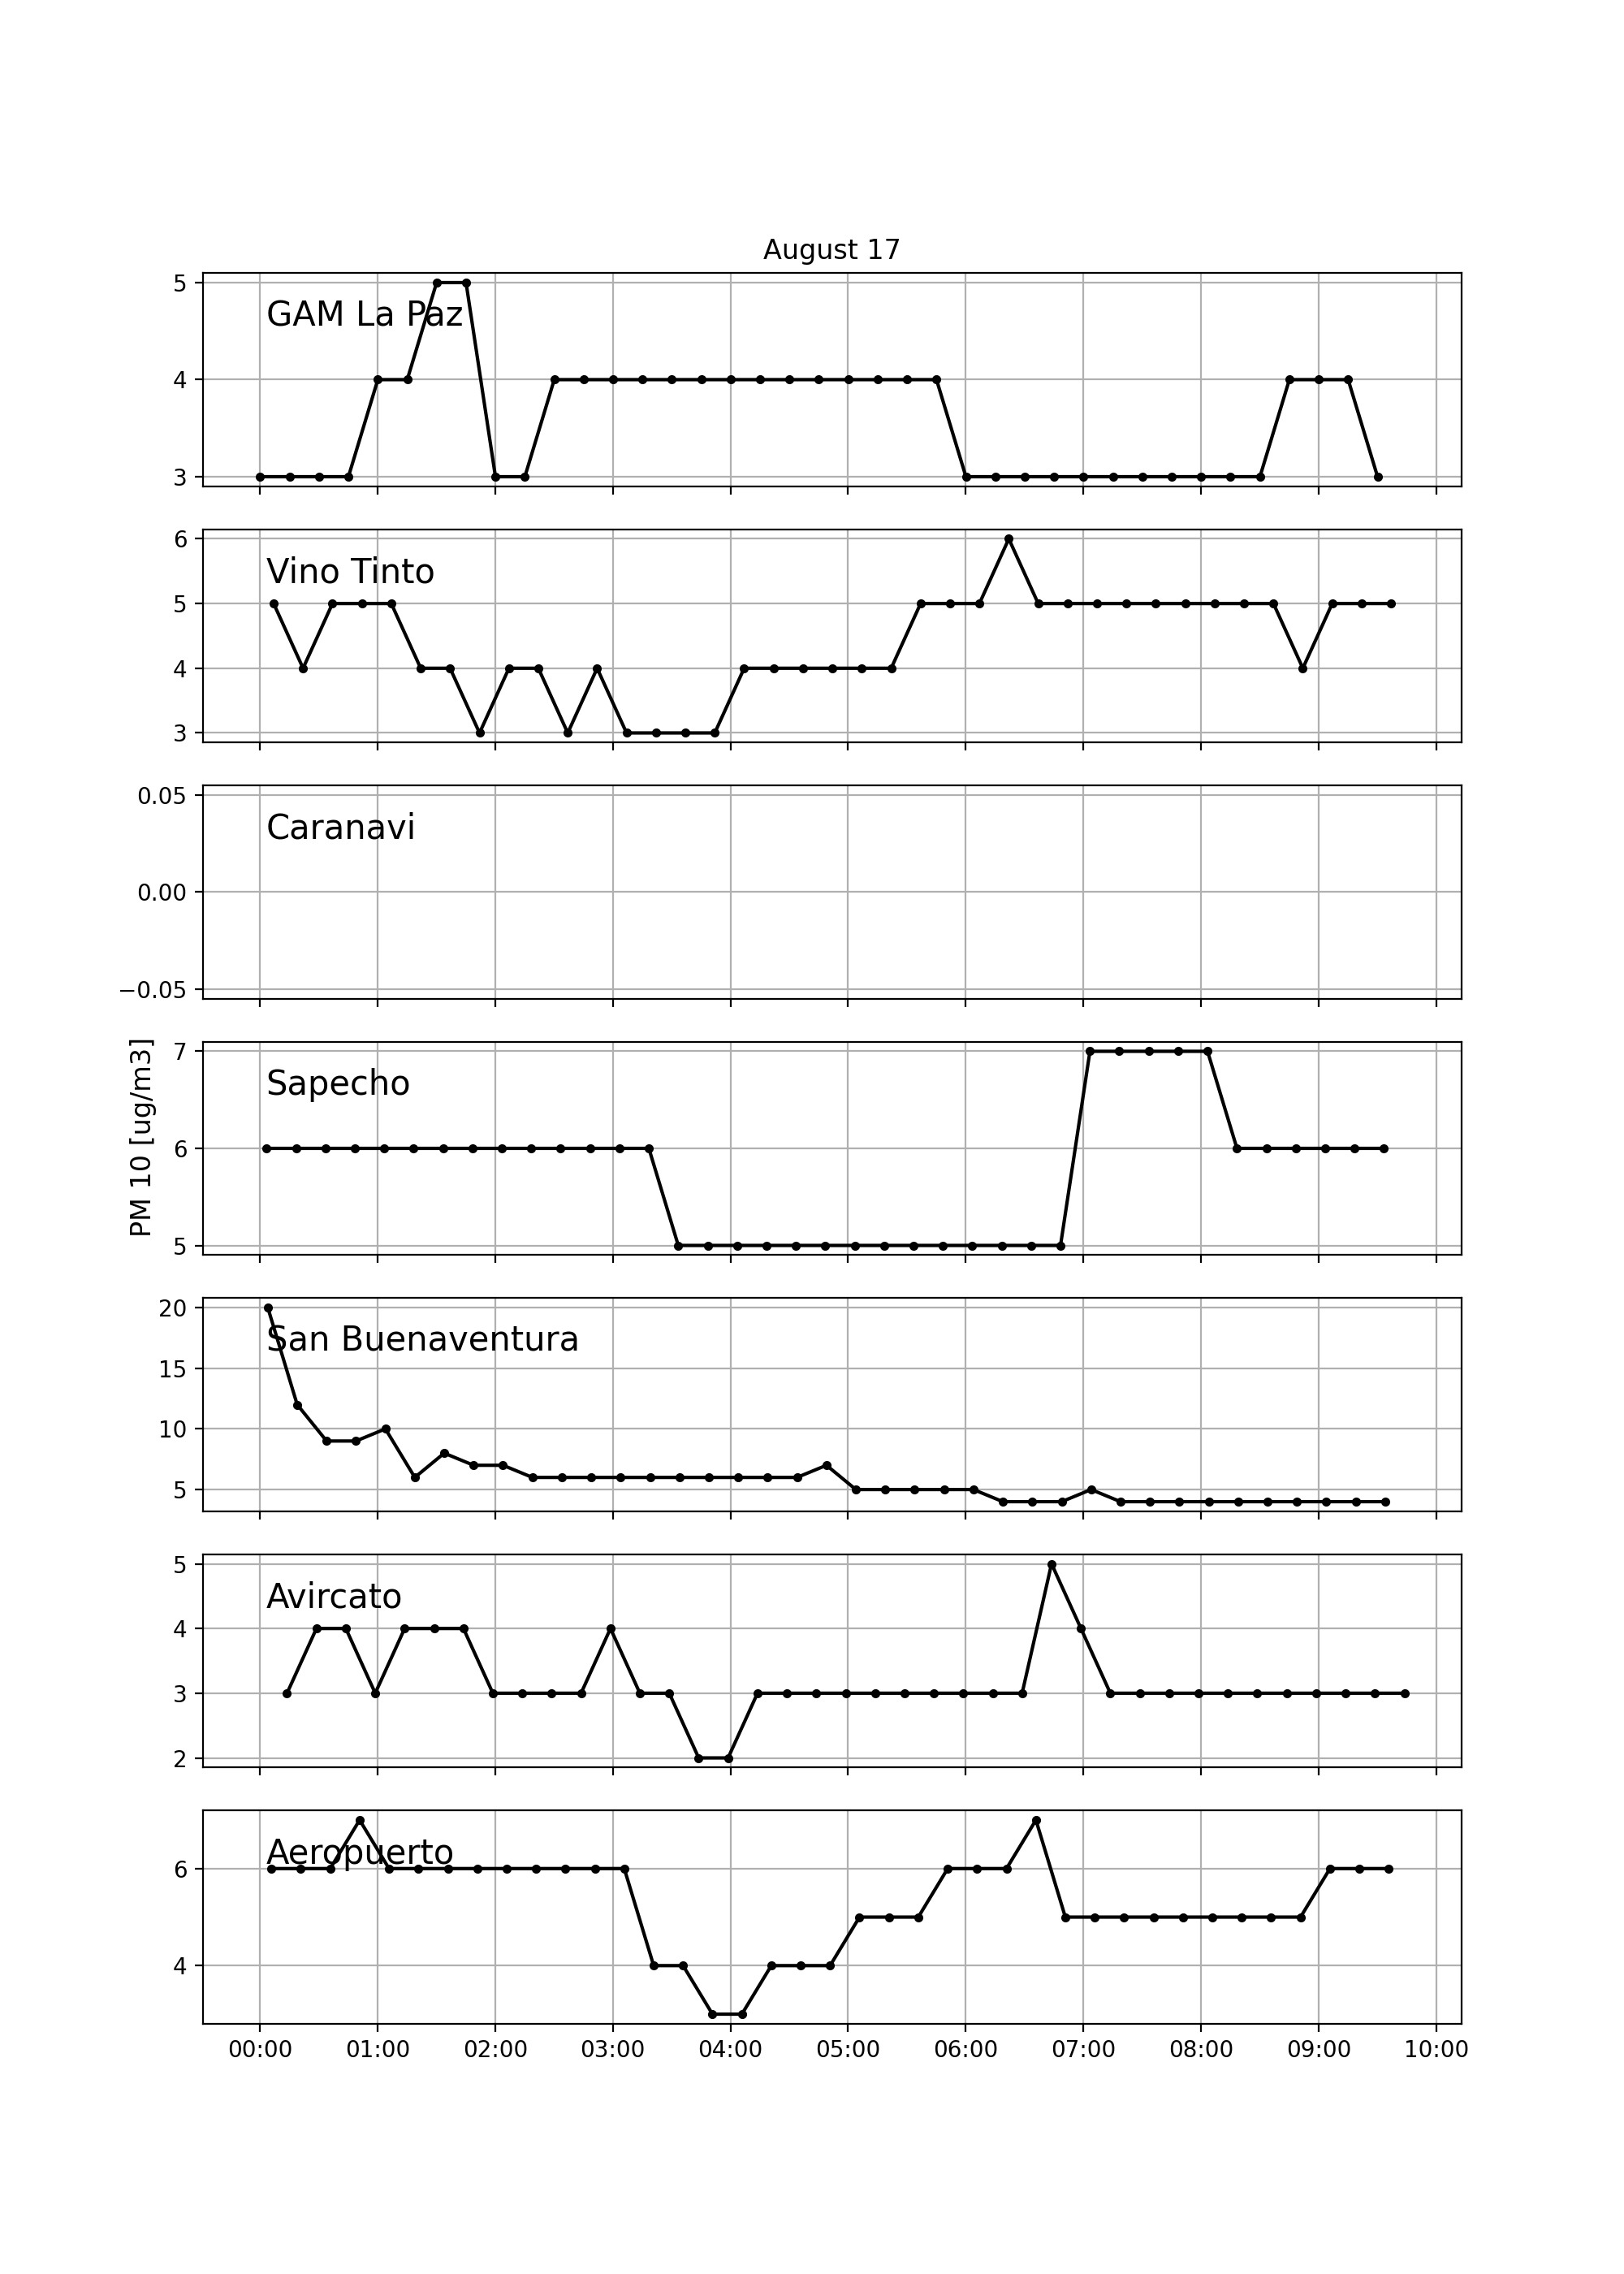 August 17
GAM La Paz
5
4
3
Vino Tinto
6
5
4
3
Caranavi
0.05
0.00
−0.05
PM 10 [ug/m3]
Sapecho
7
6
5
San Buenaventura
20
15
10
5
Avircato
5
4
3
2
Aeropuerto
6
4
00:00 01:00 02:00 03:00 04:00 05:00 06:00 07:00 08:00 09:00 10:00